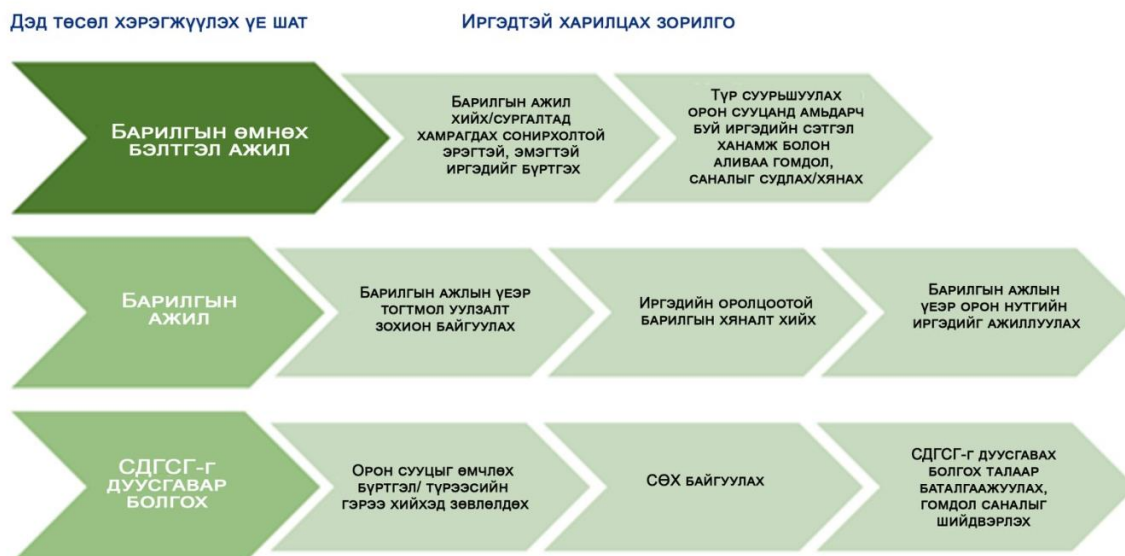 ДЭД ТӨСӨЛ ХЭРЭГЖҮҮЛЭХ ҮЕ ШАТ
ИРГЭДТЭЙ ХАРИЛЦАХ ЗОРИЛГО
БАРИЛГЫН ӨМНӨХ
БЭЛТГЭЛ АЖИЛ
БАРИЛГЫН АЖИЛ
ХИЙХ/СУРГАЛТАД
ХАМРАГДАХ СОНИРХОЛТОЙ
ЭРЭГТЭЙ, ЭМЭГТЭЙ
ИРГЭДИЙГ БҮРТГЭХ
ТҮР СУУРЬШУУЛАХ
ОРОН СУУЦАНД АМЬДАРЧ
БУЙ ИРГЭДИЙН СЭТГЭЛ
ХАНАМЖ БОЛОН
АЛИВАА ГОМДОЛ,
САНАЛЫГ СУДЛАХ/ХЯНАХ
БАРИЛГЫН
АЖИЛ
БАРИЛГЫН АЖЛЫН ҮЕЭР
ТОГТМОЛ УУЛЗАЛТ
ЗОХИОН БАЙГУУЛАХ
ИРГЭДИЙН ОРОЛЦООТОЙ
БАРИЛГЫН ХЯНАЛТ ХИЙХ
БАРИЛГЫН АЖЛЫН
ҮЕЭР ОРОН НУТГИЙН
ИРГЭДИЙГ АЖИЛЛУУЛАХ
СДГСГ-Г
ДУУСГАВАР
БОЛГОХ
ОРОН СУУЦЫГ ӨМЧЛӨХ
БҮРТГЭЛ/ ТҮРЭЭСИЙН
ГЭРЭЭ ХИЙХЭД ЗӨВЛӨЛДӨХ
СӨХ БАЙГУУЛАХ
СДГСГ-Г ДУУСГАВАХ
БОЛГОХ ТАЛААР
БАТАЛГААЖУУЛАХ,
ГОМДОЛ САНАЛЫГ
ШИЙДВЭРЛЭХ